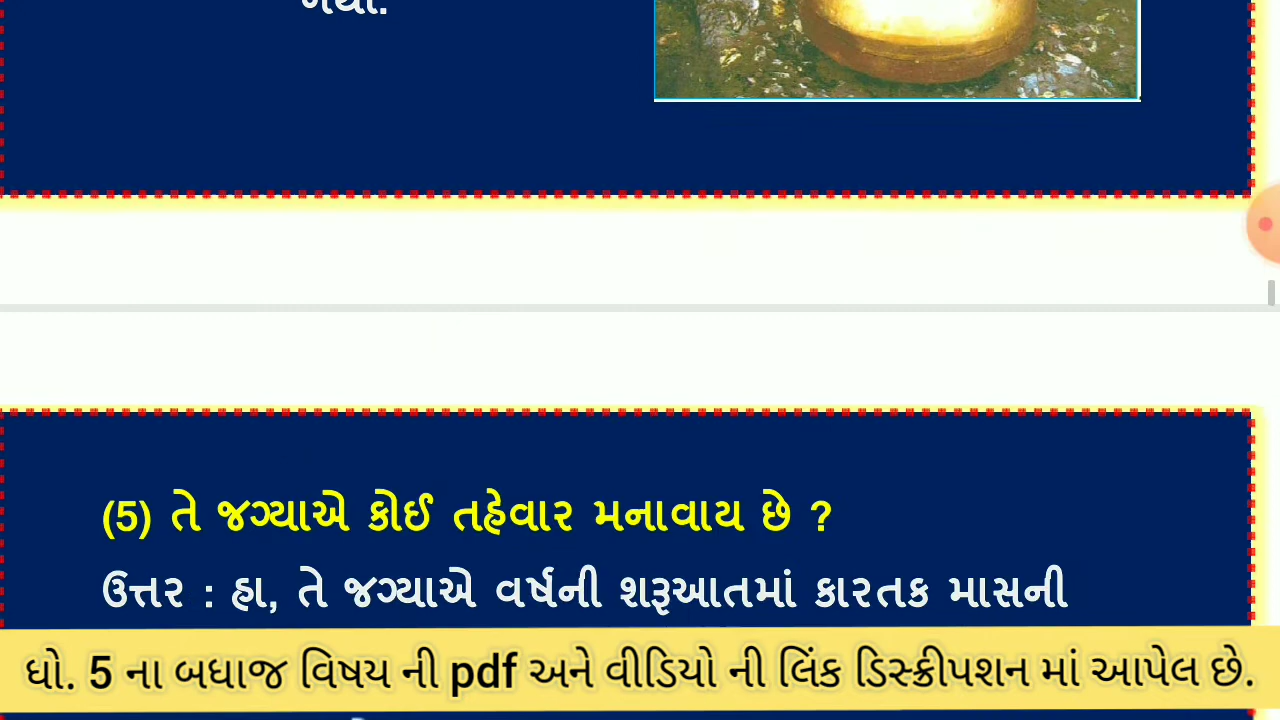 (5) તે જગ્યાએ કોઈ તહેવાર મનાવાય છે ?
ઉત્તર : હા, તે જગ્યાએ વર્ષની શરૂઆતમાં કારતક માસની
ધો. 5 ના બધાજ વિષય ની pdf અને વીડિયો ની લિંક ડિસ્ક્રીપશન માં આપેલ છે.